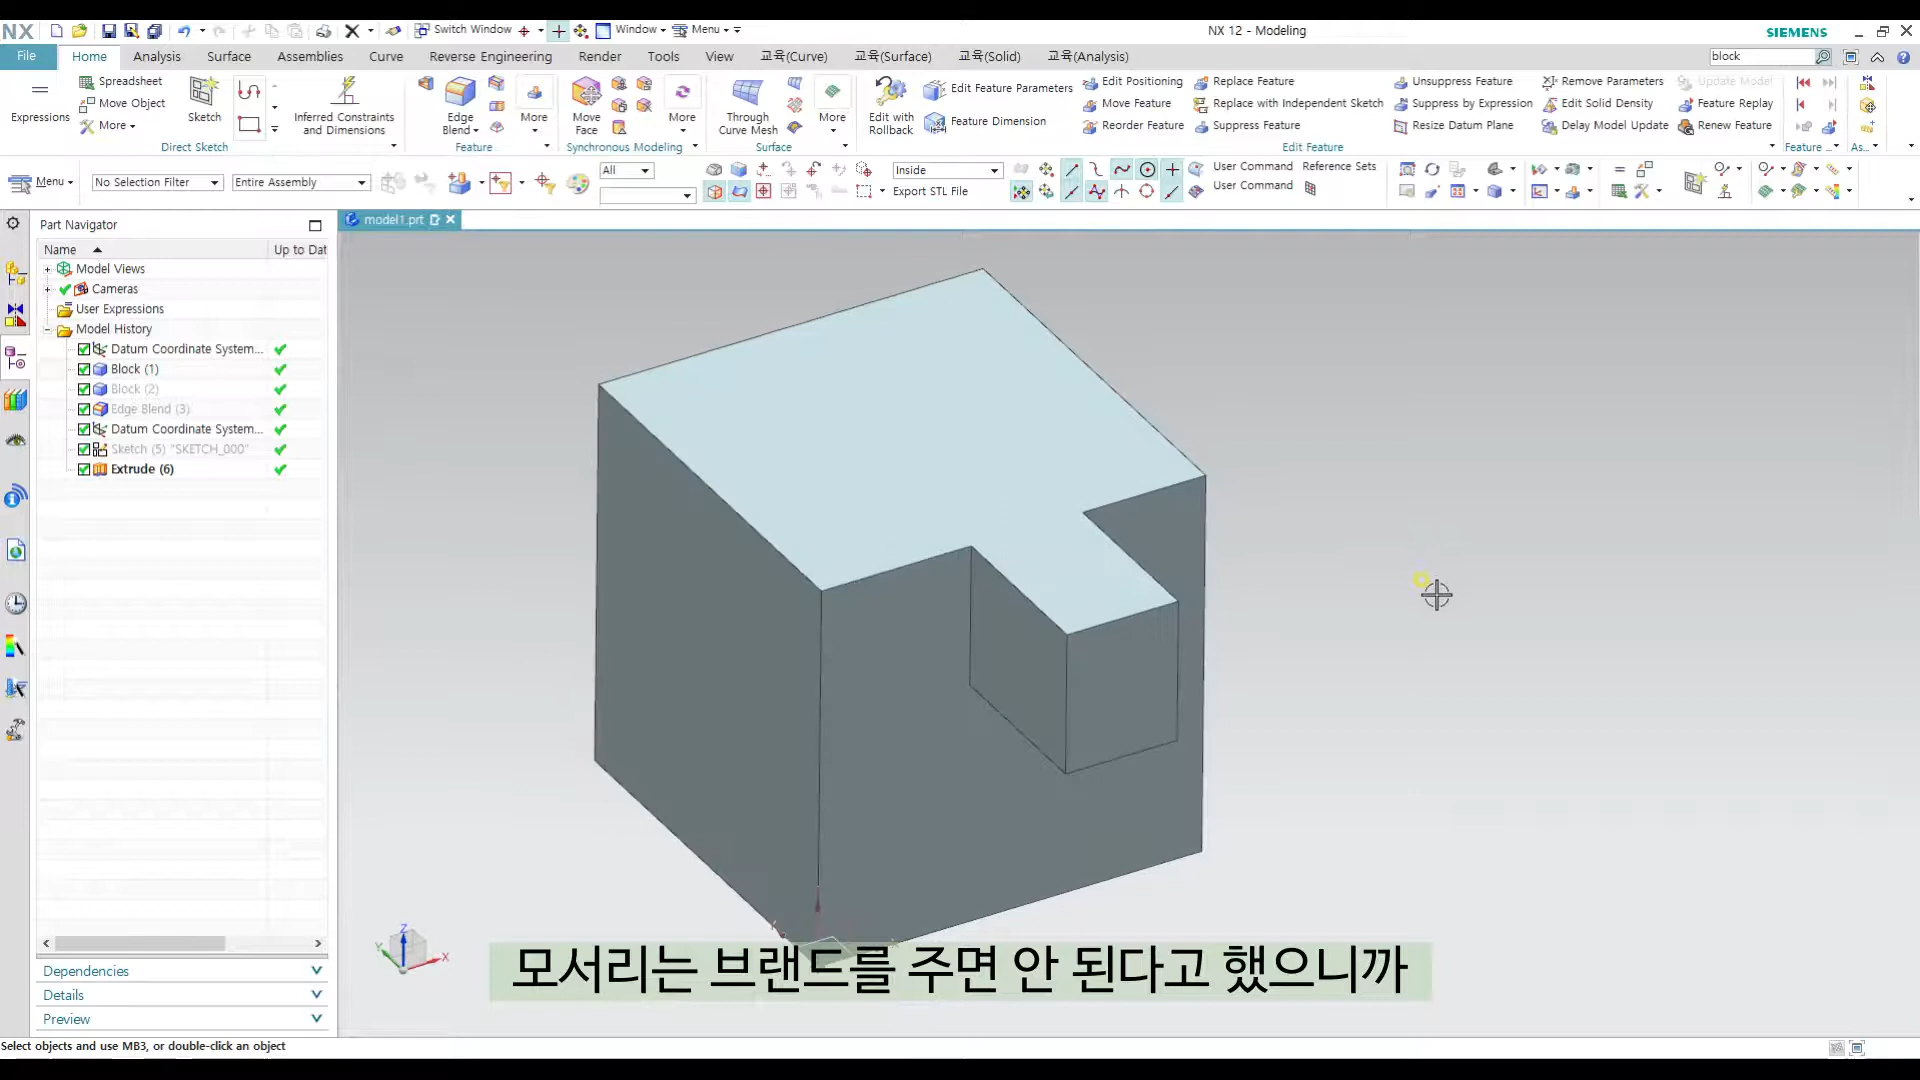 NX
Switch Window
Window
Menu
NX 12 - Modeling
SIEMENS
File
Home
Analysis
Surface
Assemblies
Curve
Reverse Engineering
Render
Tools
View
교육(Curve)
교육(Surface)
교육(Solid)
교육(Analysis)
block
Expressions
Spreadsheet
Move Object
More
Sketch
Direct Sketch
Inferred Constraints
and Dimensions
Edge
Blend
More
Feature
Move
Face
More
Synchronous Modeling
Through
Curve Mesh
More
Surface
Edit with
Rollback
Edit Feature Parameters
Feature Dimension
Edit Positioning
Move Feature
Reorder Feature
Replace Feature
Replace with Independent Sketch
Suppress Feature
Unsuppress Feature
Suppress by Expression
Resize Datum Plane
Remove Parameters
Edit Solid Density
Delay Model Update
Update Model
Feature Replay
Renew Feature
Edit Feature
Feature ...
As...
Menu
No Selection Filter
Entire Assembly
All
Inside
Export STL File
User Command
Reference Sets
User Command
Part Navigator
model1.prt
Name
Up to Dat
Model Views
Cameras
User Expressions
Model History
Datum Coordinate System...
Block (1)
Block (2)
Edge Blend (3)
Datum Coordinate System...
Sketch (5) "SKETCH_000"
Extrude (6)
Dependencies
Details
Preview
Z
Y
X
모서리는 브랜드를 주면 안 된다고 했으니까
Select objects and use MB3, or double-click an object